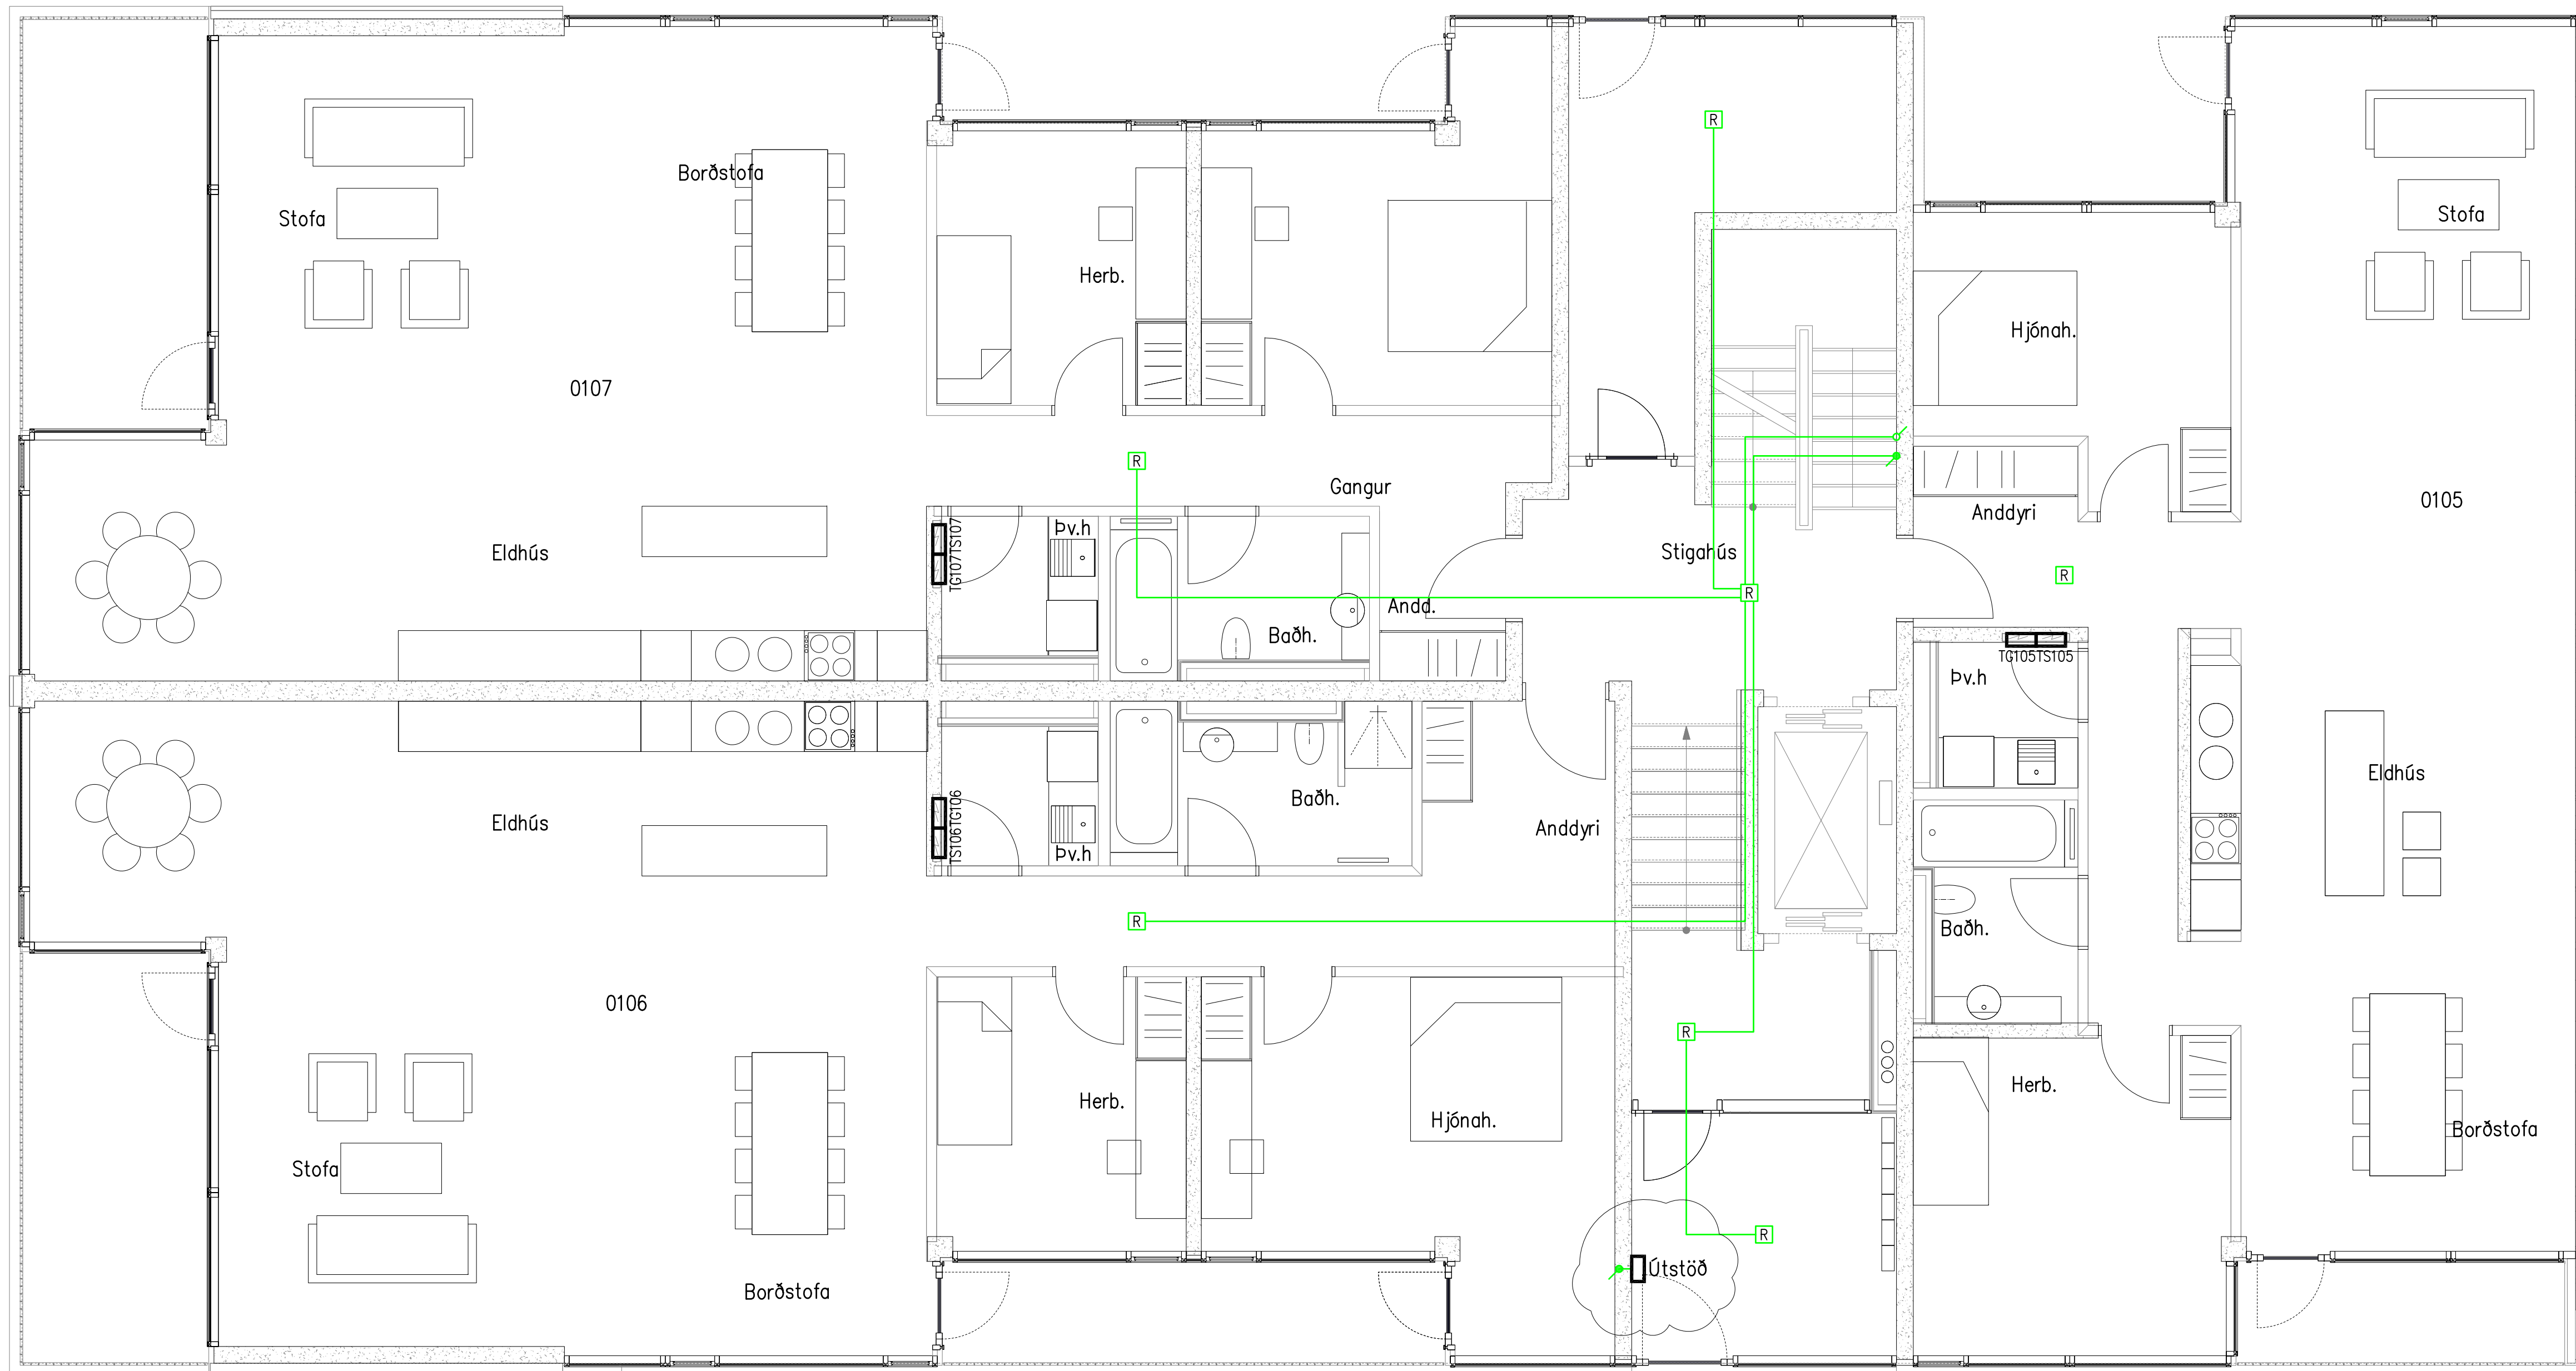 R
Borðstofa
Stofa
Stofa
Herb.
Hjónah.
0107
R
Gangur
0105
Anddyri
Eldhús
TG107TS107
Þv.h
Stigahús
R
R
Andd.
Baðh.
TG105TS105
Þv.h
Eldhús
Eldhús
TS106TG106
Þv.h
Baðh.
Anddyri
R
Baðh.
0106
R
Herb.
Hjónah.
Herb.
Borðstofa
Stofa
R
Útstöð
Borðstofa